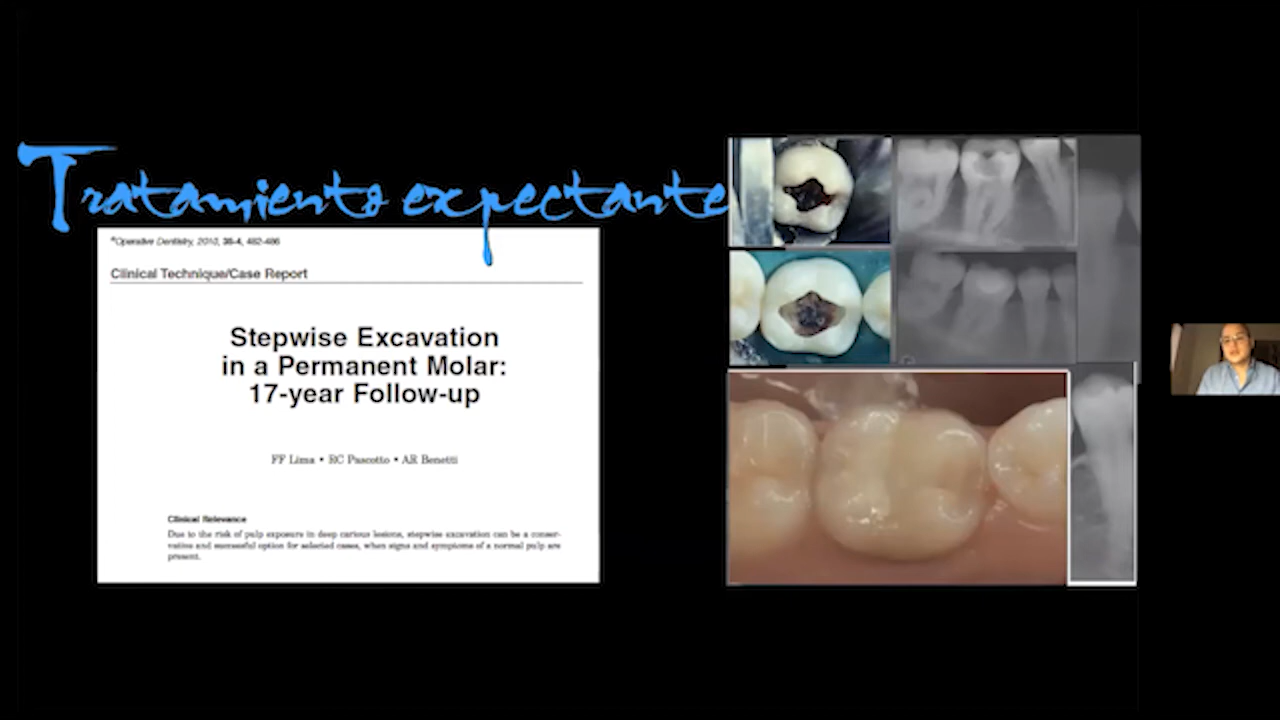 Tratamiento expectante
*Operative Dentistry, 2010, 35-4, 482-486
Clinical Technique/Case Report
Stepwise Excavation
in a Permanent Molar:
17-year Follow-up
FF Lima • RC Pascotto • AR Benetti
Clinical Relevance
Due to the risk of pulp exposure in deep carious lesions, stepwise excavation can be a conser-
vative and successful option for selected cases, when signs and symptoms of a normal pulp are
present.